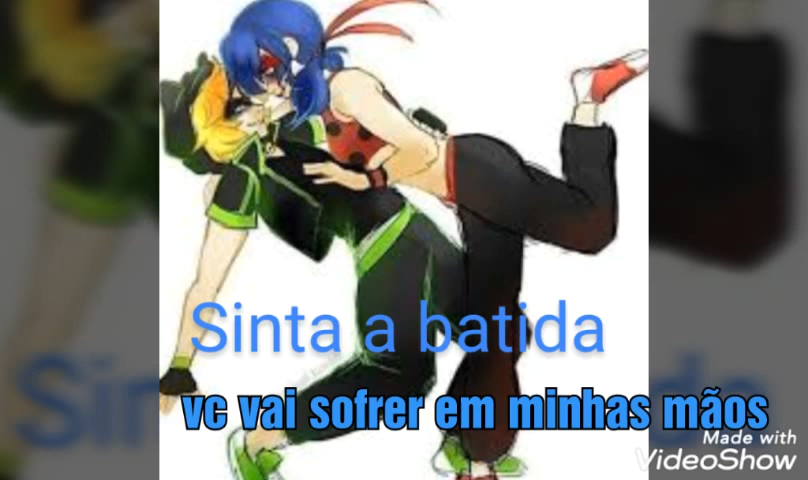 Sinta a batida
vc vai sofrer em minhas mãos
Made with
VideoShow